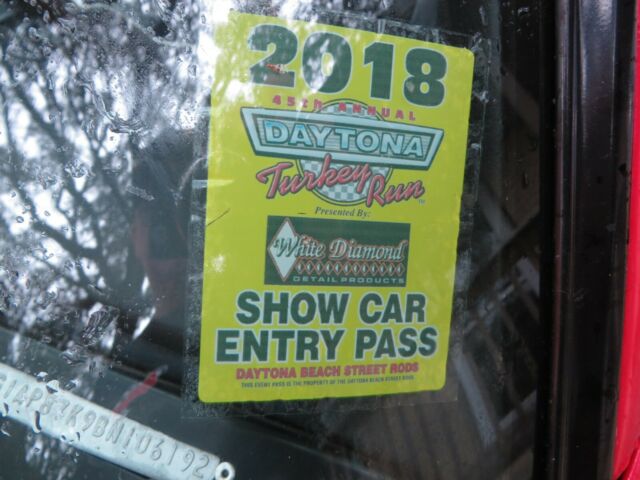 2018
45th ANNUAL
DAYTONA
Turkey Run™
Presented By:
White Diamond
DETAIL PRODUCTS
SHOW CAR
ENTRY PASS
DAYTONA BEACH STREET RODS
THIS EVENT PASS IS THE PROPERTY OF THE DAYTONA BEACH STREET RODS